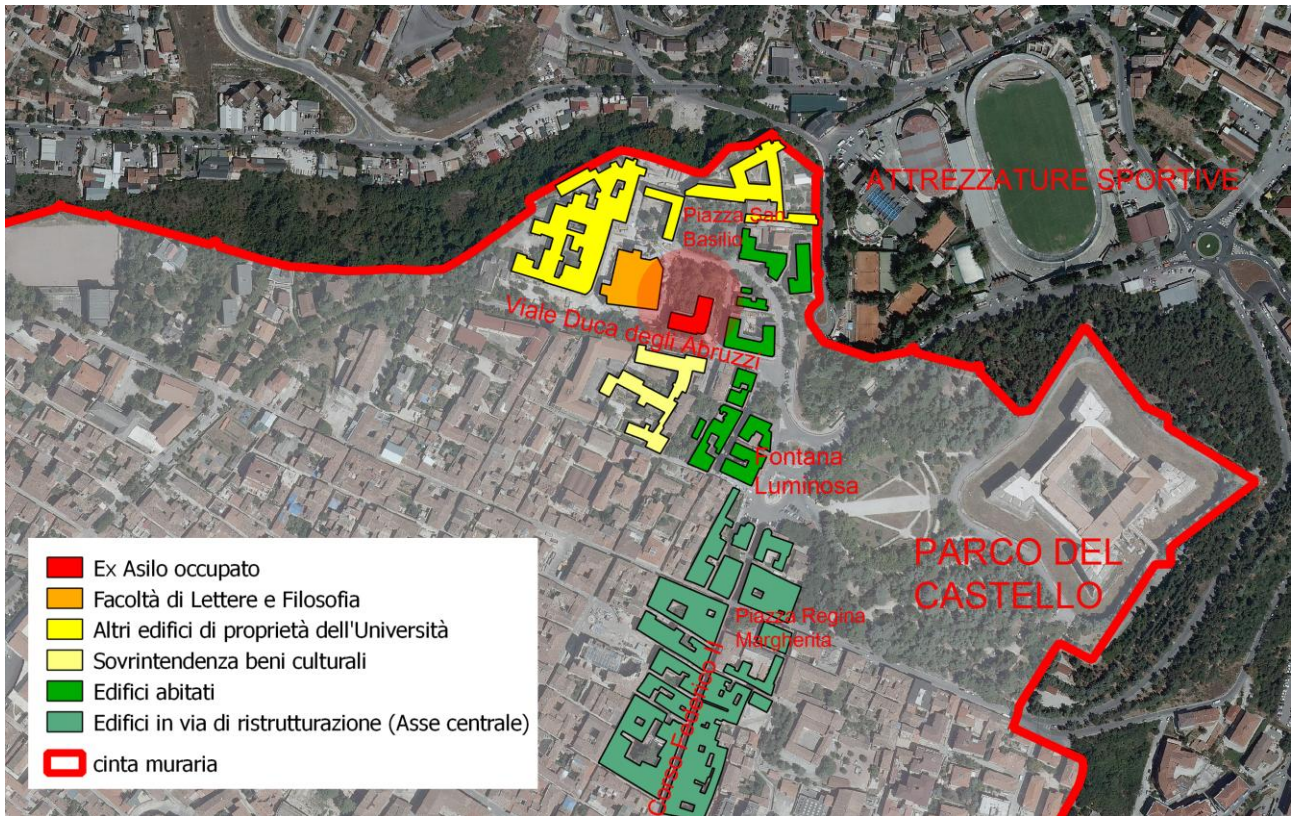 ATTREZZATURE SPORTIVE
Piazza San
Basilio
Viale Duca degli Abruzzi
Fontana
Luminosa
PARCO DEL
CASTELLO
Piazza Regina
Margherita
Corso Federico II
Ex Asilo occupato
Facoltà di Lettere e Filosofia
Altri edifici di proprietà dell'Università
Sovrintendenza beni culturali
Edifici abitati
Edifici in via di ristrutturazione (Asse centrale)
cinta muraria